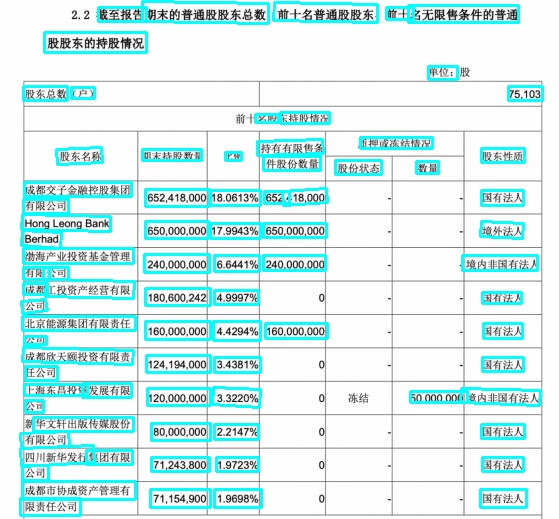 2.2 截至报告期末的普通股股东总数、前十名普通股股东、前十名无限售条件的普通
股股东的持股情况
单位：股
股东总数（户） 75,103
前十名股东持股情况
股东名称 期末持股数量 比例 持有有限售条件股份数量 质押或冻结情况 股东性质
股份状态 数量
成都交子金融控股集团 652,418,000 18.0613% 652,418,000 - - 国有法人
有限公司
Hong Leong Bank 650,000,000 17.9943% 650,000,000 - - 境外法人
Berhad
渤海产业投资基金管理 240,000,000 6.6441% 240,000,000 - - 境内非国有法人
有限公司
成都工投资产经营有限 180,600,242 4.9997% 0 - - 国有法人
公司
北京能源集团有限责任 160,000,000 4.4294% 160,000,000 - - 国有法人
公司
成都欣天颐投资有限责 124,194,000 3.4381% 0 - - 国有法人
任公司
上海东昌投资发展有限 120,000,000 3.3220% 0 冻结 60,000,000 境内非国有法人
公司
新华文轩出版传媒股份 80,000,000 2.2147% 0 - - 国有法人
有限公司
四川新华发行集团有限 71,243,800 1.9723% 0 - - 国有法人
公司
成都市协成资产管理有 71,154,900 1.9698% 0 - - 国有法人
限责任公司